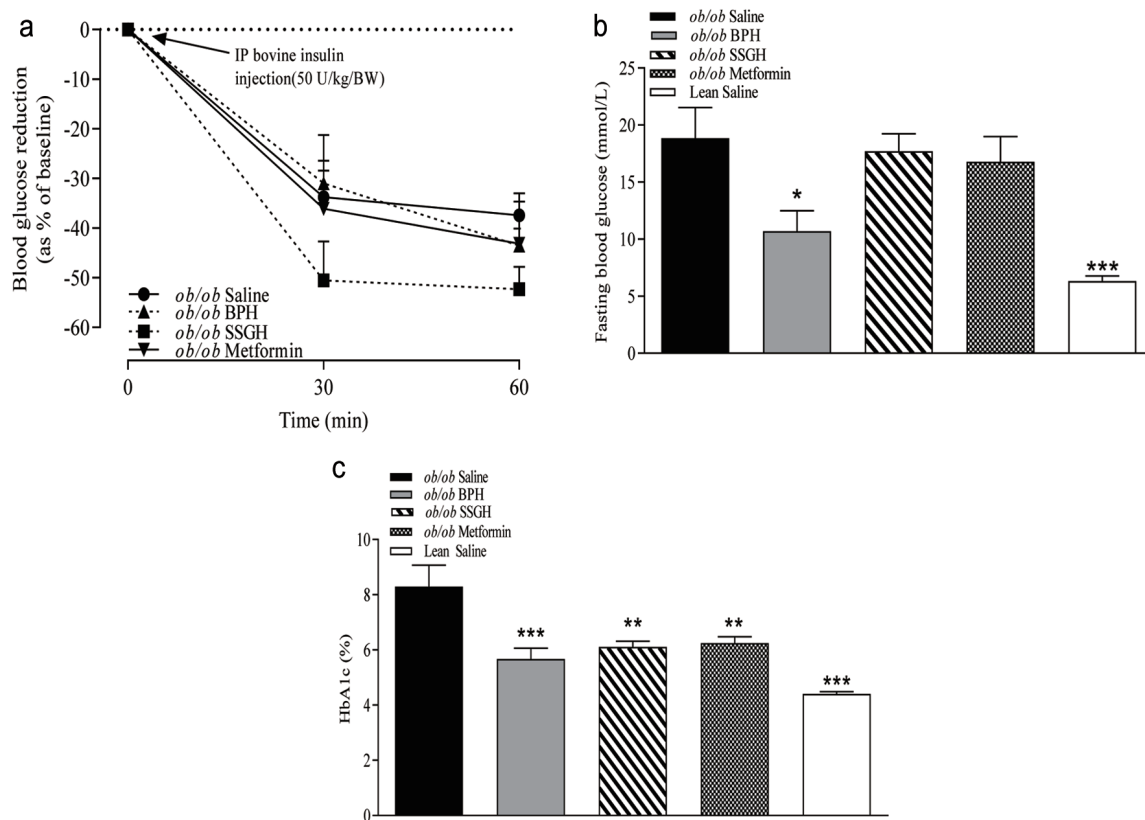 a
Blood glucose reduction
(as % of baseline)
0
-10
-20
-30
-40
-50
-60
IP bovine insulin
injection(50 U/kg/BW)
ob/ob Saline
ob/ob BPH
ob/ob SSGH
ob/ob Metformin
0
30
60
Time (min)
b
ob/ob Saline
ob/ob BPH
ob/ob SSGH
ob/ob Metformin
Lean Saline
Fasting blood glucose (mmol/L)
25
20
15
10
5
0
*
***
c
ob/ob Saline
ob/ob BPH
ob/ob SSGH
ob/ob Metformin
Lean Saline
HbA1c (%)
10
8
6
4
2
0
***
**
**
***